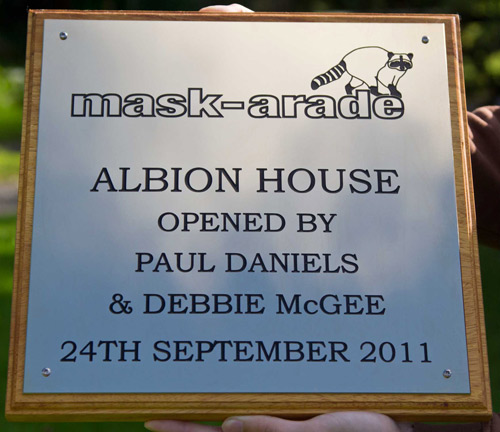 mask-arade
ALBION HOUSE
OPENED BY
PAUL DANIELS
& DEBBIE McGEE
24TH SEPTEMBER 2011